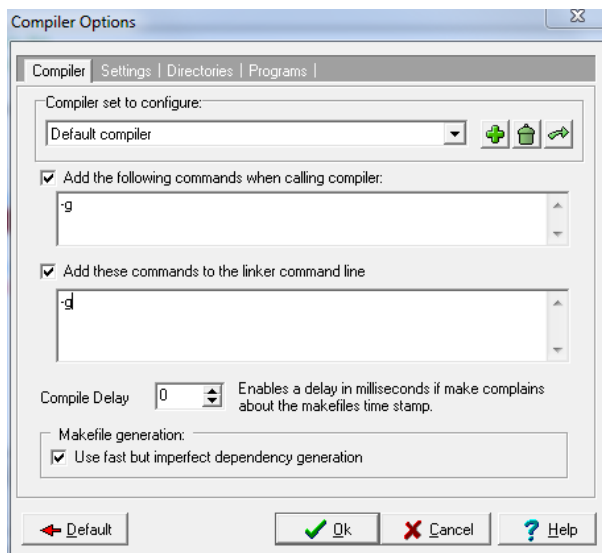 Compiler Options
Compiler Settings | Directories | Programs |
Compiler set to configure:
Default compiler
Add the following commands when calling compiler:
-g
Add these commands to the linker command line
-g
Compile Delay 0 Enables a delay in milliseconds if make complains
about the makefiles time stamp.
Makefile generation:
Use fast but imperfect dependency generation
Default Ok Cancel Help